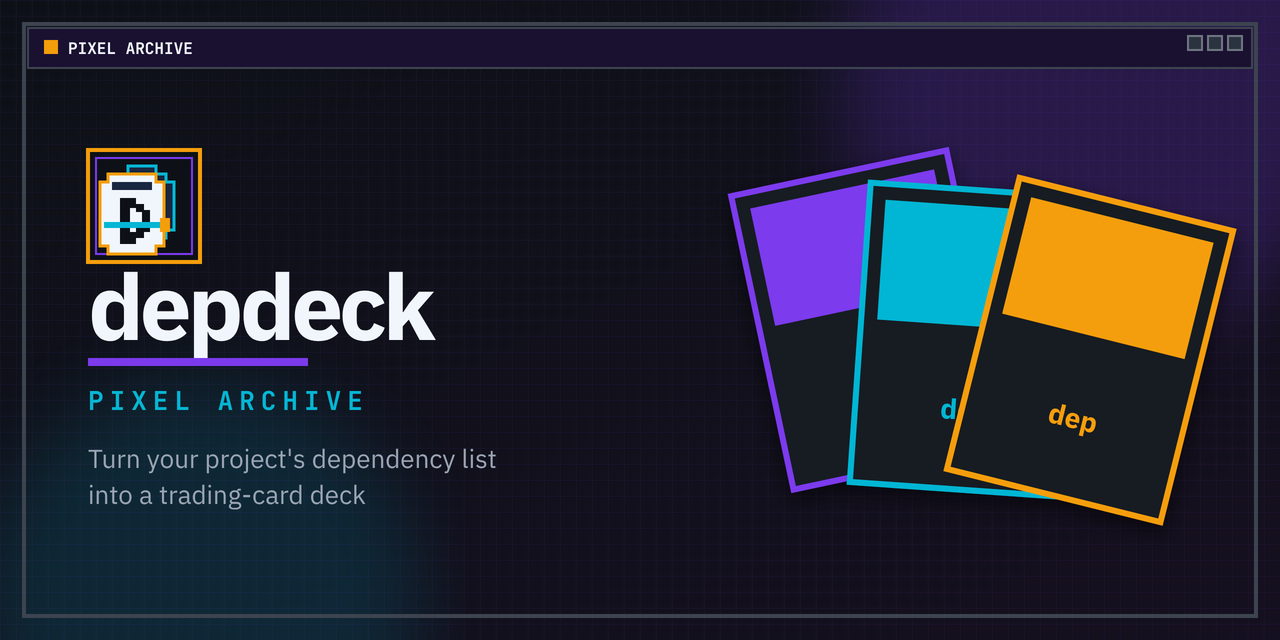 PIXEL ARCHIVE
D
depdeck
PIXEL ARCHIVE
Turn your project's dependency list
into a trading-card deck
d
dep